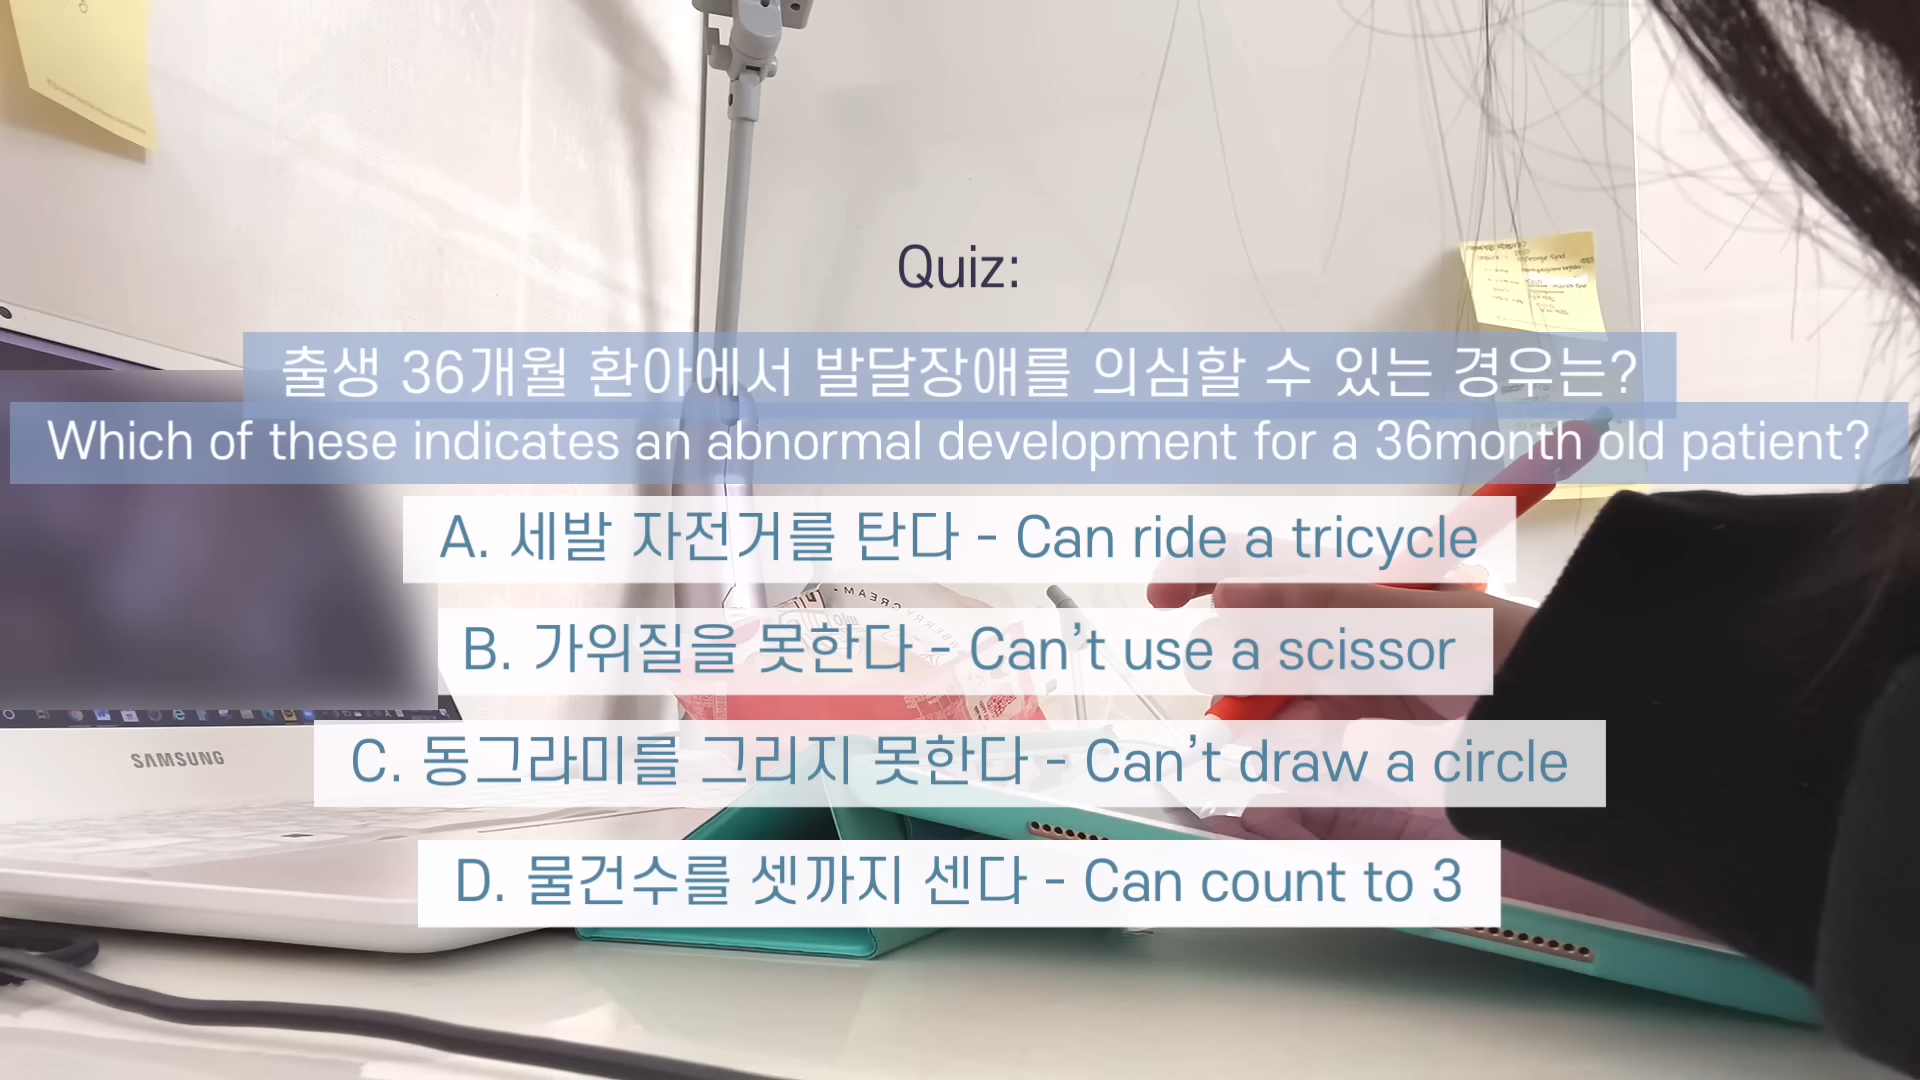 Quiz:
출생 36개월 환아에서 발달장애를 의심할 수 있는 경우는?
Which of these indicates an abnormal development for a 36month old patient?
A. 세발 자전거를 탄다 - Can ride a tricycle
B. 가위질을 못한다 - Can't use a scissor
C. 동그라미를 그리지 못한다 - Can't draw a circle
D. 물건수를 셋까지 센다 - Can count to 3
SAMSUNG